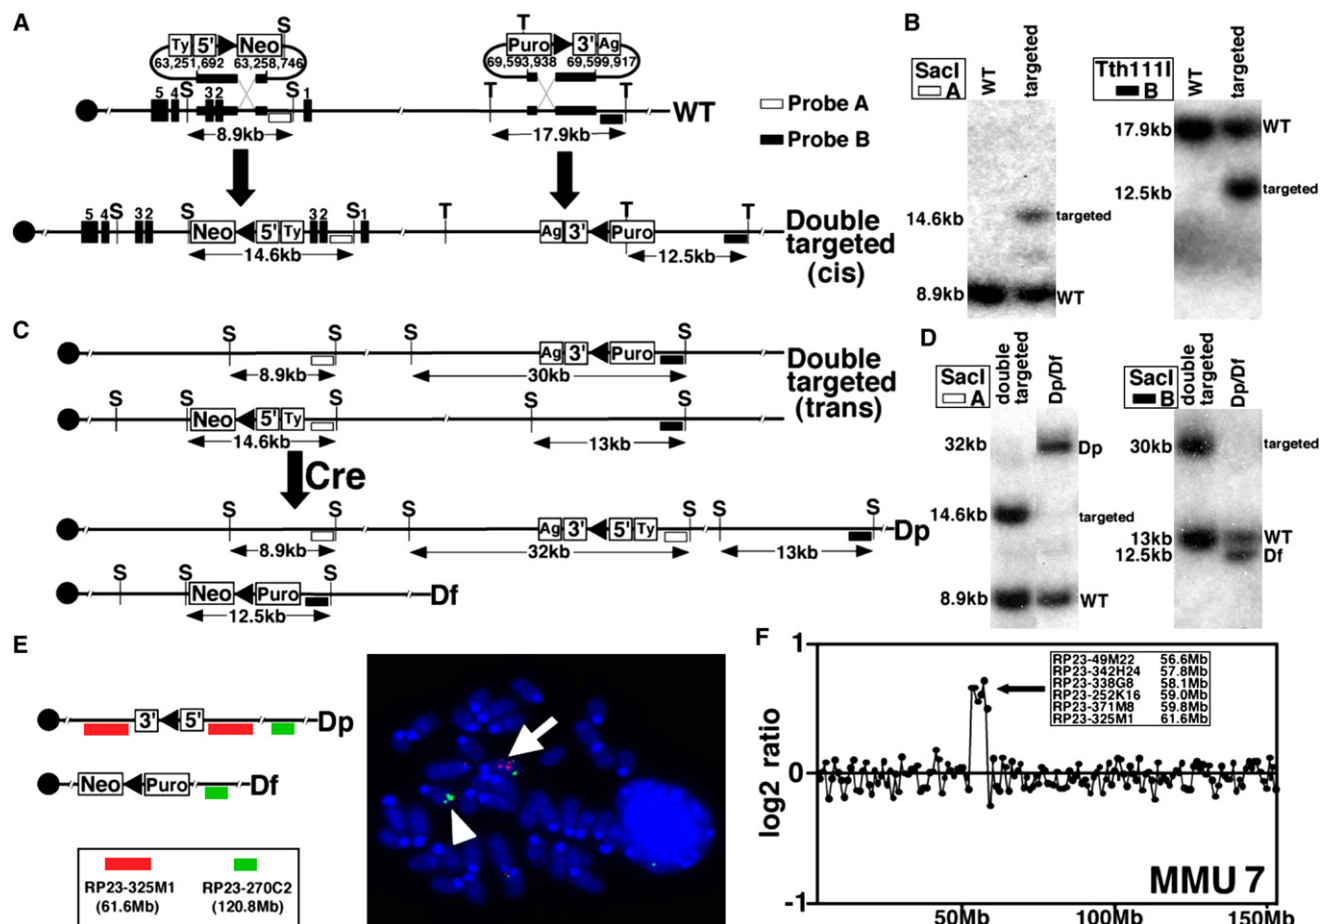 A
T
S
Ty 5' Neo
63,251,692 63,258,746
Puro 3' Ag
69,593,938 69,599,917
5 4 S 32 S 1
T T
WT
8.9kb
17.9kb
Probe A
Probe B
5 4 S 32 S 32 S 1
T T T
Neo 5' Ty
Ag 3' Puro
14.6kb
12.5kb
Double
targeted
(cis)
B
SacI
A
WT
targeted
14.6kb
targeted
8.9kb
WT
Tth111I
B
WT
targeted
17.9kb
WT
12.5kb
targeted
C
S S S S
Ag 3' Puro
8.9kb
30kb
Double
targeted
(trans)
S S S S S
Neo 5' Ty
14.6kb
13kb
Cre
S S S S S S
Ag 3' 5' Ty
Dp
8.9kb
32kb
13kb
S S S
Neo Puro
Df
12.5kb
D
SacI
A
double
targeted
Dp/Df
32kb
Dp
14.6kb
targeted
8.9kb
WT
SacI
B
double
targeted
Dp/Df
30kb
targeted
13kb
WT
12.5kb
Df
E
3' 5'
Dp
Neo Puro
Df
RP23-325M1
(61.6Mb)
RP23-270C2
(120.8Mb)
F
1
0
-1
log2 ratio
RP23-49M22 56.6Mb
RP23-342H24 57.8Mb
RP23-338G8 58.1Mb
RP23-252K16 59.0Mb
RP23-371M8 59.8Mb
RP23-325M1 61.6Mb
MMU 7
50Mb 100Mb 150Mb